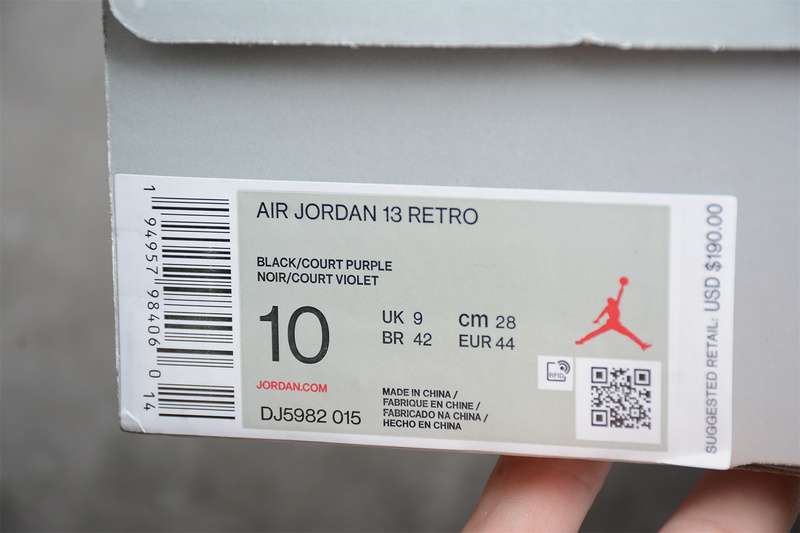 AIR JORDAN 13 RETRO
BLACK/COURT PURPLE
NOIR/COURT VIOLET
10
UK 9
cm 28
BR 42
EUR 44
JORDAN.COM
DJ5982 015
MADE IN CHINA /
FABRIQUE EN CHINE /
FABRICADO NA CHINA /
HECHO EN CHINA
RFID
1 94957 98406 0 14
SUGGESTED RETAIL: USD $190.00